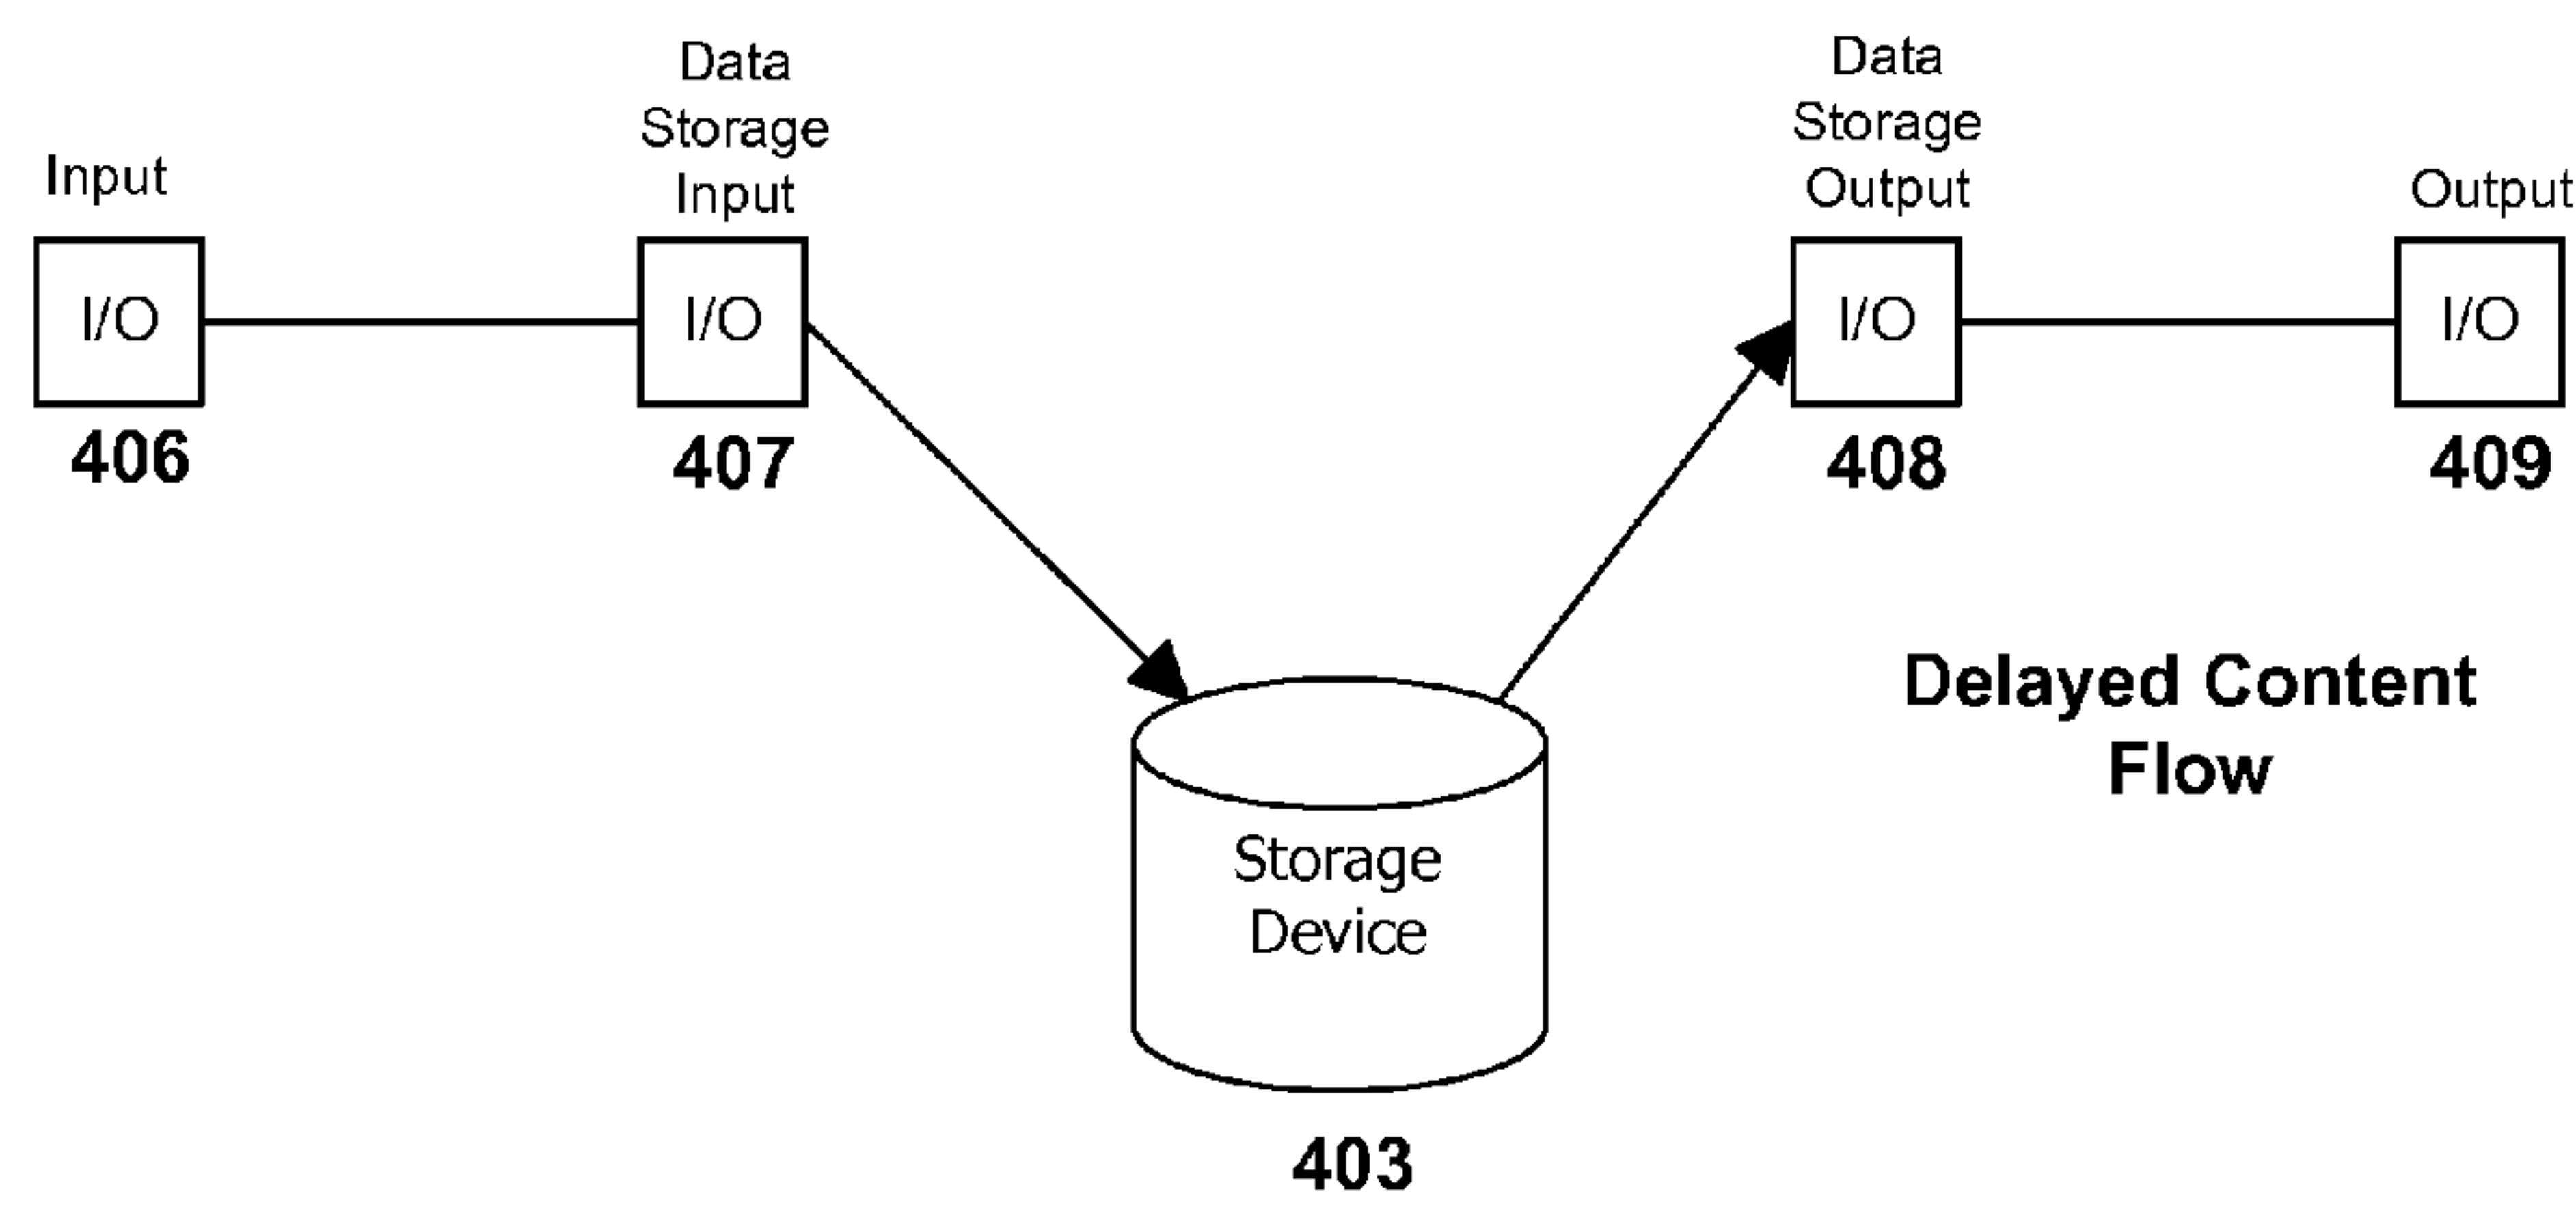 Input
I/O
406
Data
Storage
Input
I/O
407
Data
Storage
Output
I/O
408
Output
I/O
409
Delayed Content
Flow
Storage
Device
403